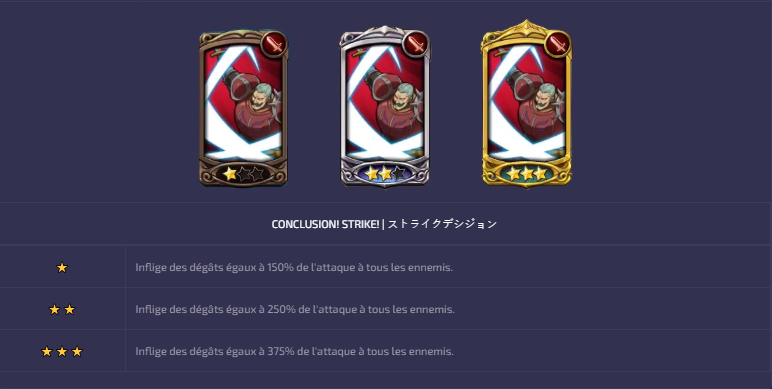 CONCLUSION! STRIKE! | ストライクデシジョン
Inflige des dégâts égaux à 150% de l'attaque à tous les ennemis.
Inflige des dégâts égaux à 250% de l'attaque à tous les ennemis.
Inflige des dégâts égaux à 375% de l'attaque à tous les ennemis.